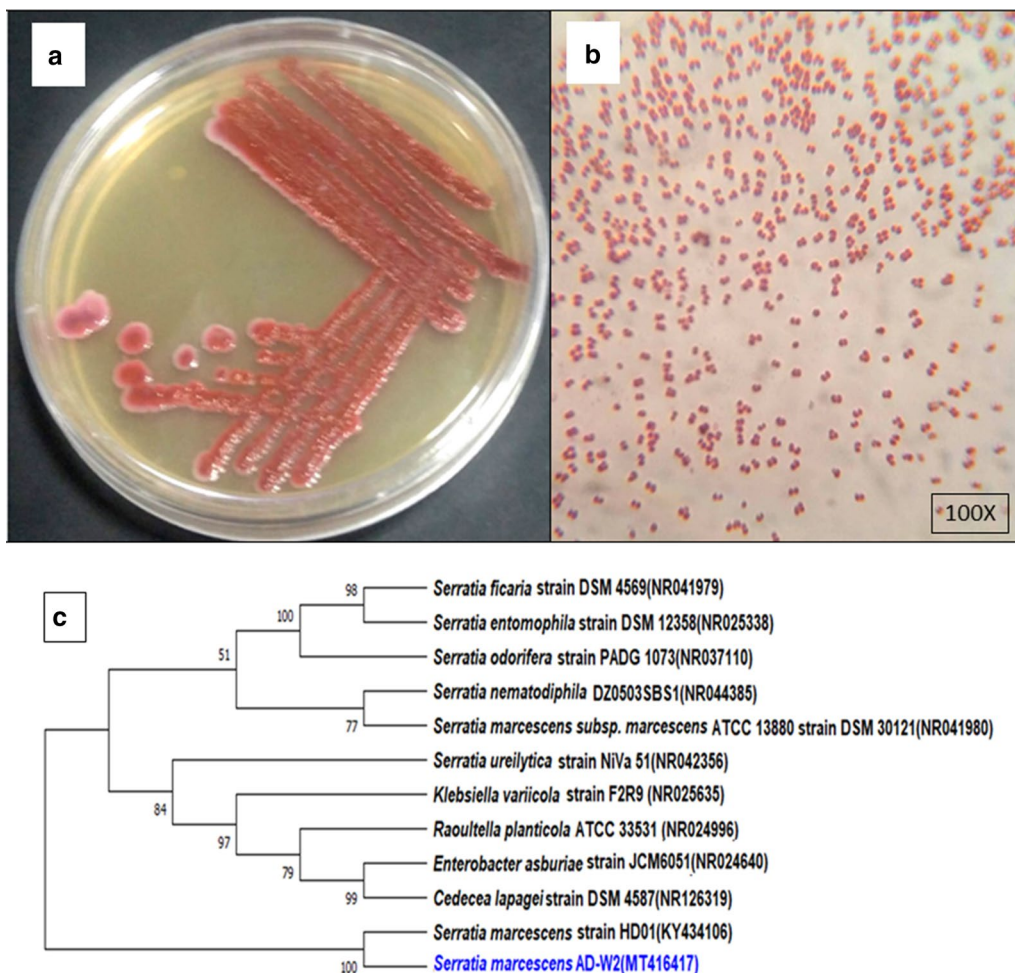 a
b
100X
c
98
Serratia ficaria strain DSM 4569(NR041979)
100
Serratia entomophila strain DSM 12358(NR025338)
51
Serratia odorifera strain PADG 1073(NR037110)
Serratia nematodiphila DZ0503SBS1(NR044385)
77
Serratia marcescens subsp. marcescens ATCC 13880 strain DSM 30121(NR041980)
Serratia ureilytica strain NiVa 51(NR042356)
84
Klebsiella variicola strain F2R9 (NR025635)
97
Raoultella planticola ATCC 33531 (NR024996)
79
Enterobacter asburiae strain JCM6051(NR024640)
99
Cedecea lapagei strain DSM 4587(NR126319)
Serratia marcescens strain HD01(KY434106)
100
Serratia marcescens AD-W2(MT416417)